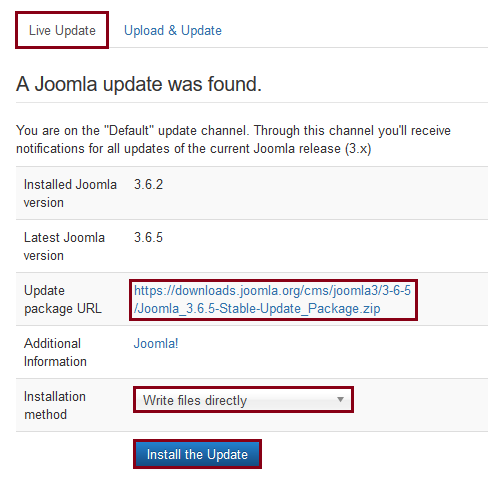 Live Update
Upload & Update
A Joomla update was found.
You are on the "Default" update channel. Through this channel you'll receive
notifications for all updates of the current Joomla release (3.x)
Installed Joomla
version
3.6.2
Latest Joomla
version
3.6.5
Update
package URL
https://downloads.joomla.org/cms/joomla3/3-6-5
/Joomla_3.6.5-Stable-Update_Package.zip
Additional
Information
Joomla!
Installation
method
Write files directly
Install the Update